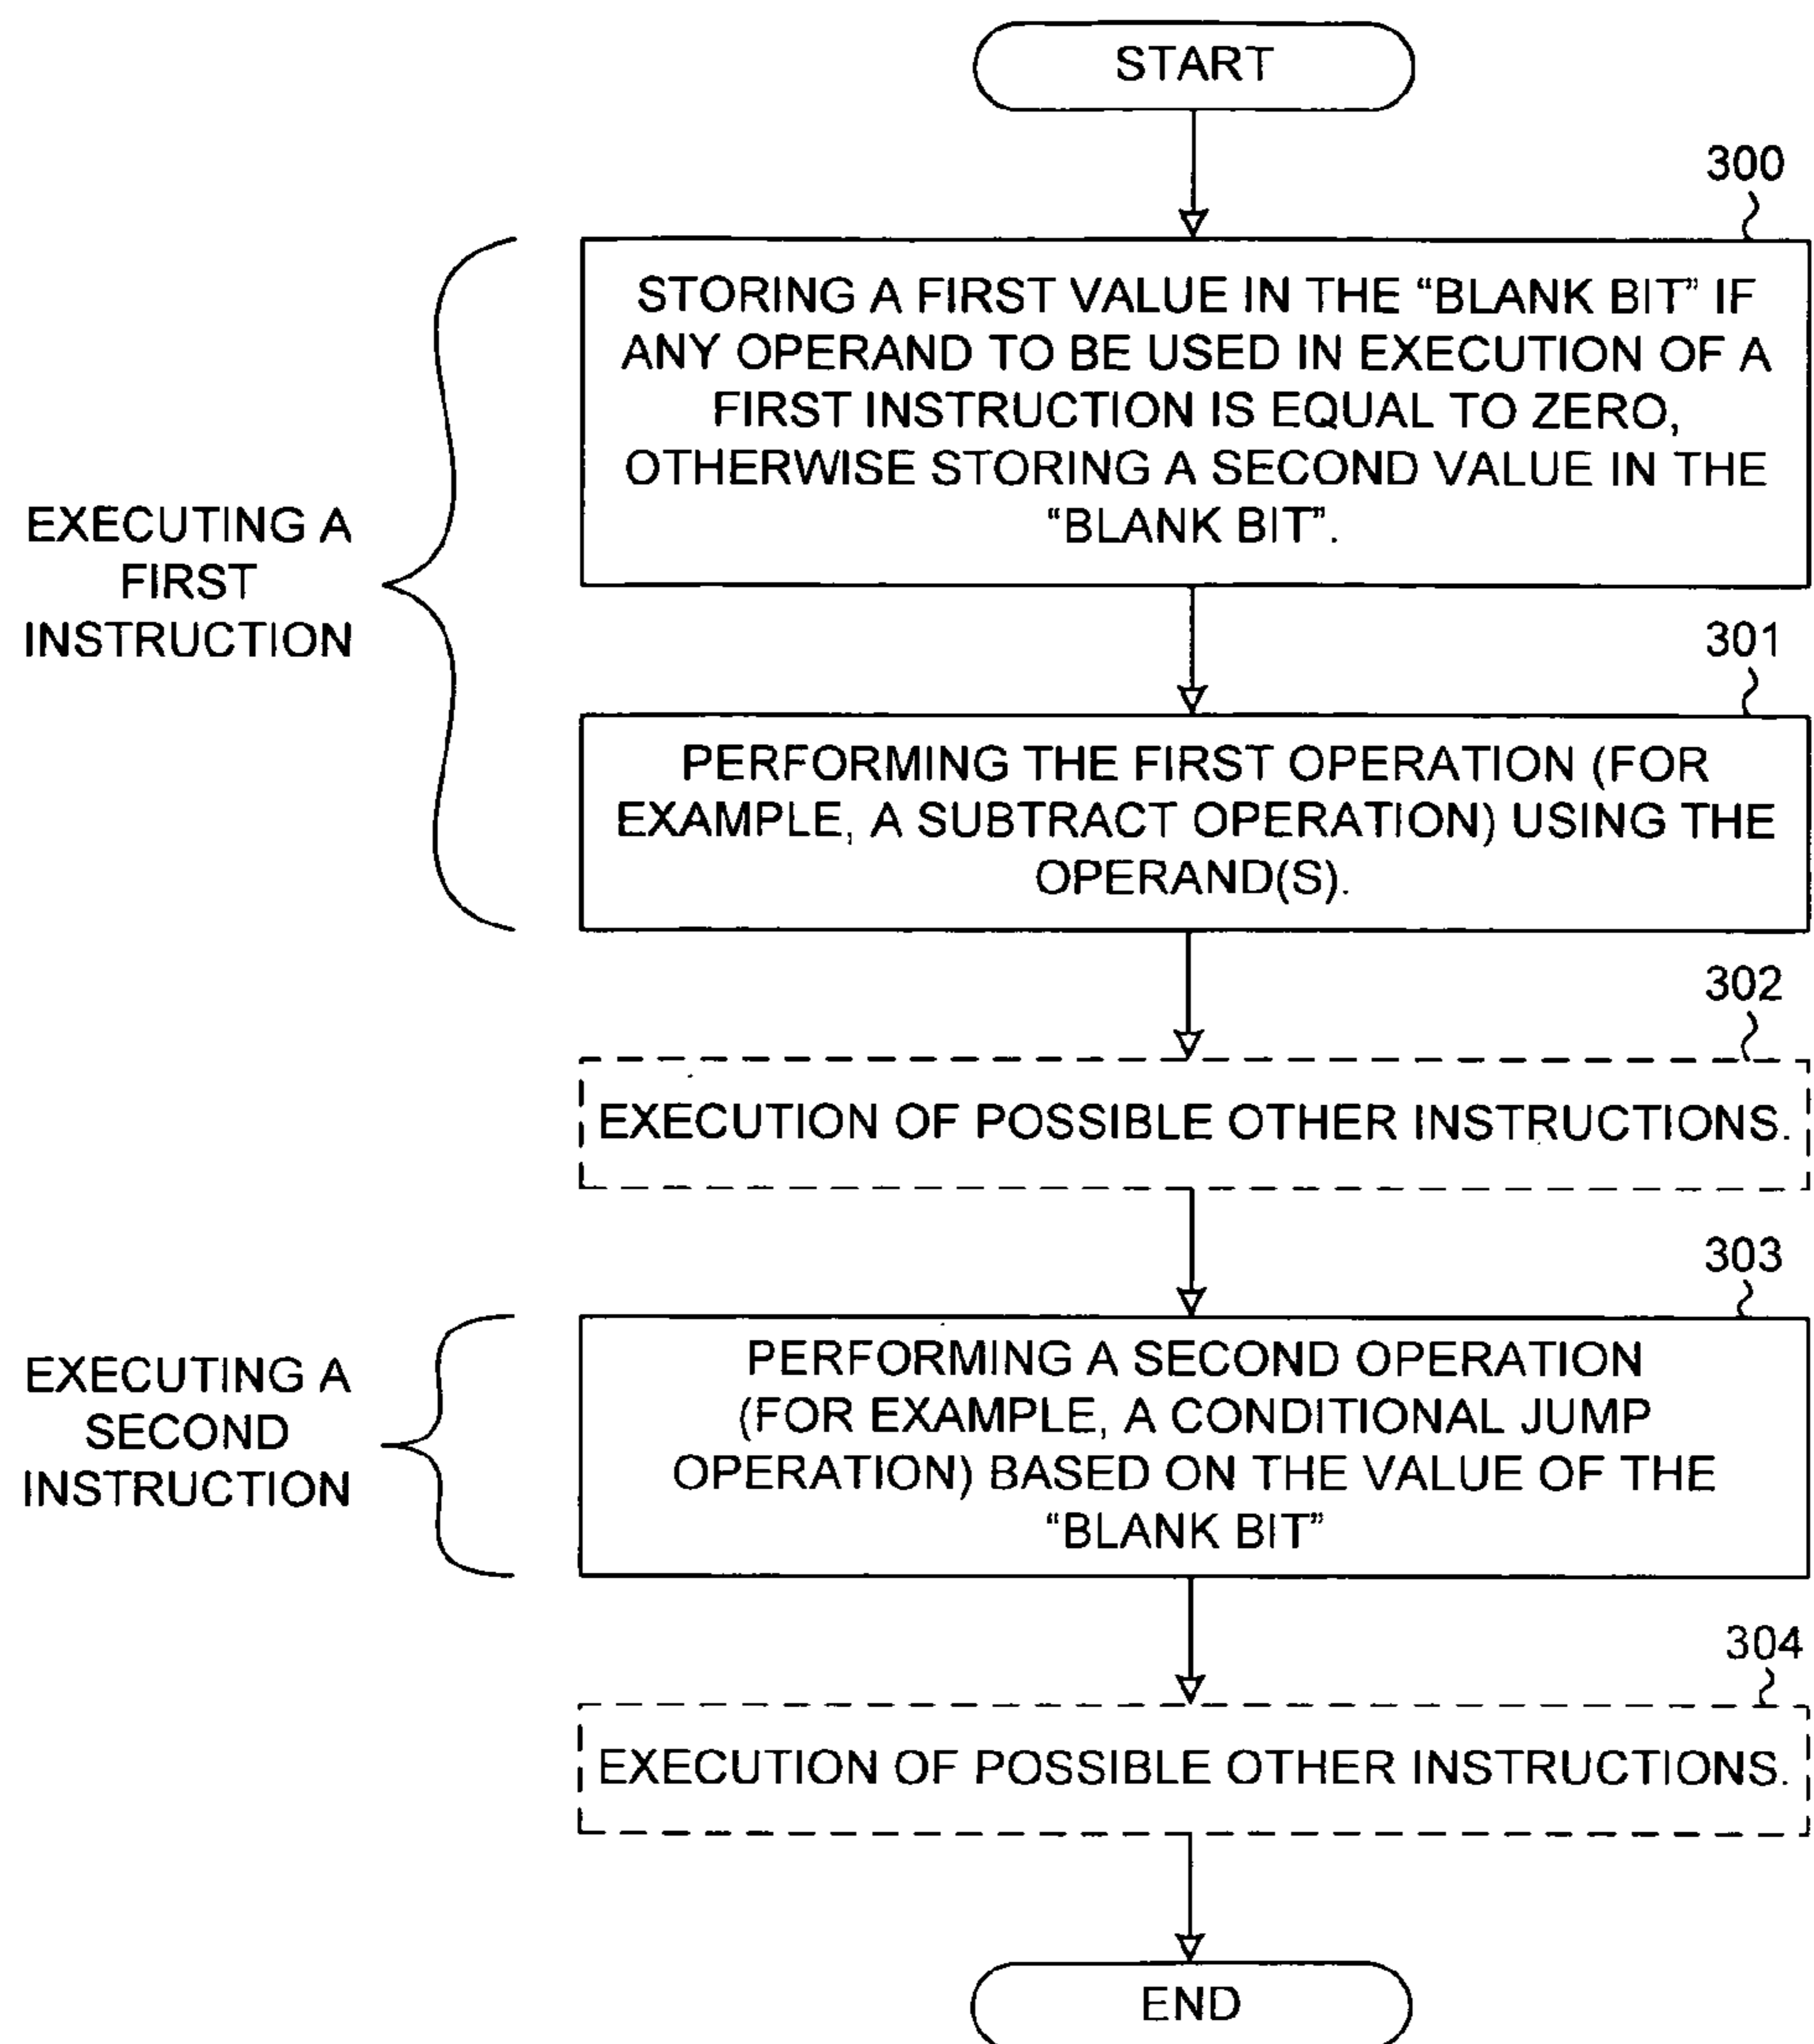 START
300
STORING A FIRST VALUE IN THE “BLANK BIT” IF
ANY OPERAND TO BE USED IN EXECUTION OF A
FIRST INSTRUCTION IS EQUAL TO ZERO,
OTHERWISE STORING A SECOND VALUE IN THE
“BLANK BIT”.
EXECUTING A
FIRST
INSTRUCTION
301
PERFORMING THE FIRST OPERATION (FOR
EXAMPLE, A SUBTRACT OPERATION) USING THE
OPERAND(S).
302
EXECUTION OF POSSIBLE OTHER INSTRUCTIONS.
303
EXECUTING A
SECOND
INSTRUCTION
PERFORMING A SECOND OPERATION
(FOR EXAMPLE, A CONDITIONAL JUMP
OPERATION) BASED ON THE VALUE OF THE
“BLANK BIT”
304
EXECUTION OF POSSIBLE OTHER INSTRUCTIONS.
END